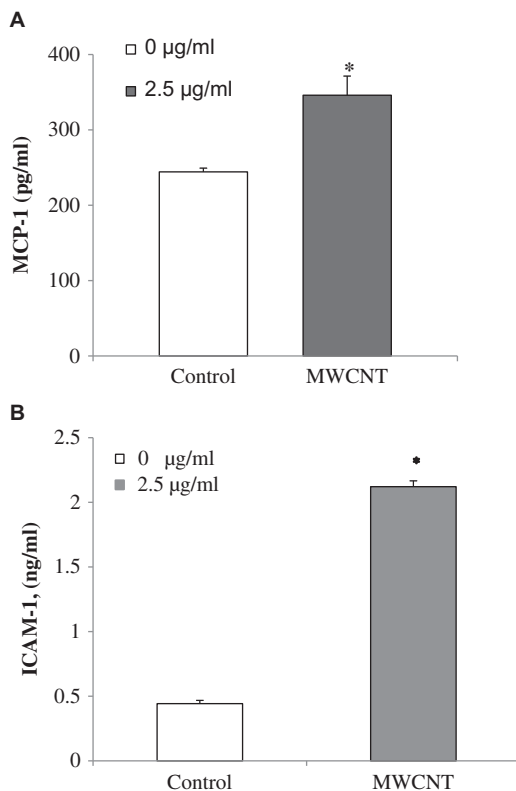 A
400
300
200
100
0
MCP-1 (pg/ml)
0 µg/ml
2.5 µg/ml
*
Control MWCNT
B
2.5
2
1.5
1
0.5
0
ICAM-1, (ng/ml)
0 µg/ml
2.5 µg/ml
*
Control MWCNT